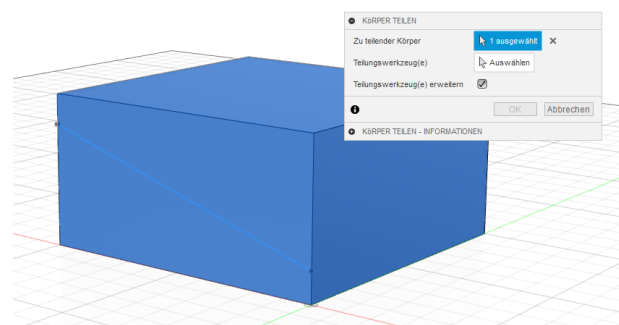 KÖRPER TEILEN
Zu teilender Körper 1 ausgewählt
Teilungswerkzeug(e) Auswählen
Teilungswerkzeug(e) erweitern
OK Abbrechen
KÖRPER TEILEN - INFORMATIONEN